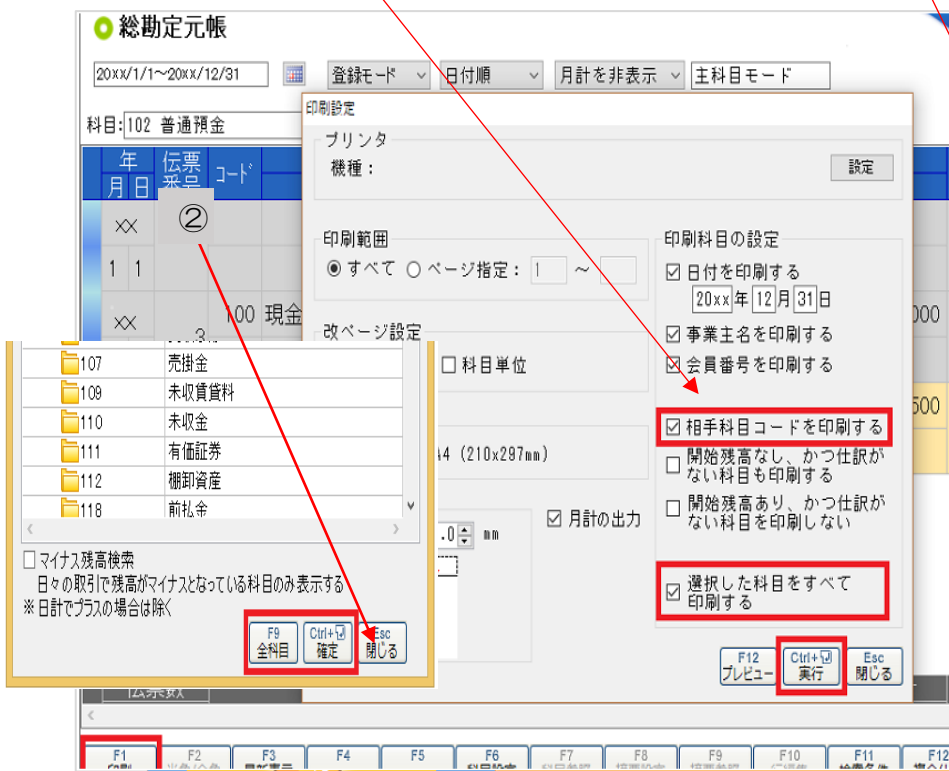 総勘定元帳
20xx/1/1～20xx/12/31 登録モード 日付順 月計を非表示 主科目モード
科目:102 普通預金
年
月 日
伝票
番号
コード
xx
②
1 1
xx
3
100 現金
000
500
107 売掛金
109 未収賃貸料
110 未収金
111 有価証券
112 棚卸資産
118 前払金
マイナス残高検索
日々の取引で残高がマイナスとなっている科目のみ表示する
※日計でプラスの場合は除く
F9
全科目
Ctrl+
確定
Esc
閉じる
印刷設定
プリンタ
機種：
設定
印刷範囲
すべて ページ指定： 1 ～
改ページ設定
科目単位
A4 (210x297mm)
.0 mm
月計の出力
印刷科目の設定
日付を印刷する
20xx年12月31日
事業主名を印刷する
会員番号を印刷する
相手科目コードを印刷する
開始残高なし、かつ仕訳が
ない科目も印刷する
開始残高あり、かつ仕訳が
ない科目を印刷しない
選択した科目をすべて
印刷する
F12
プレビュー
Ctrl+
実行
Esc
閉じる
伝票数
F1 F2 F3 F4 F5 F6 F7 F8 F9 F10 F11 F12